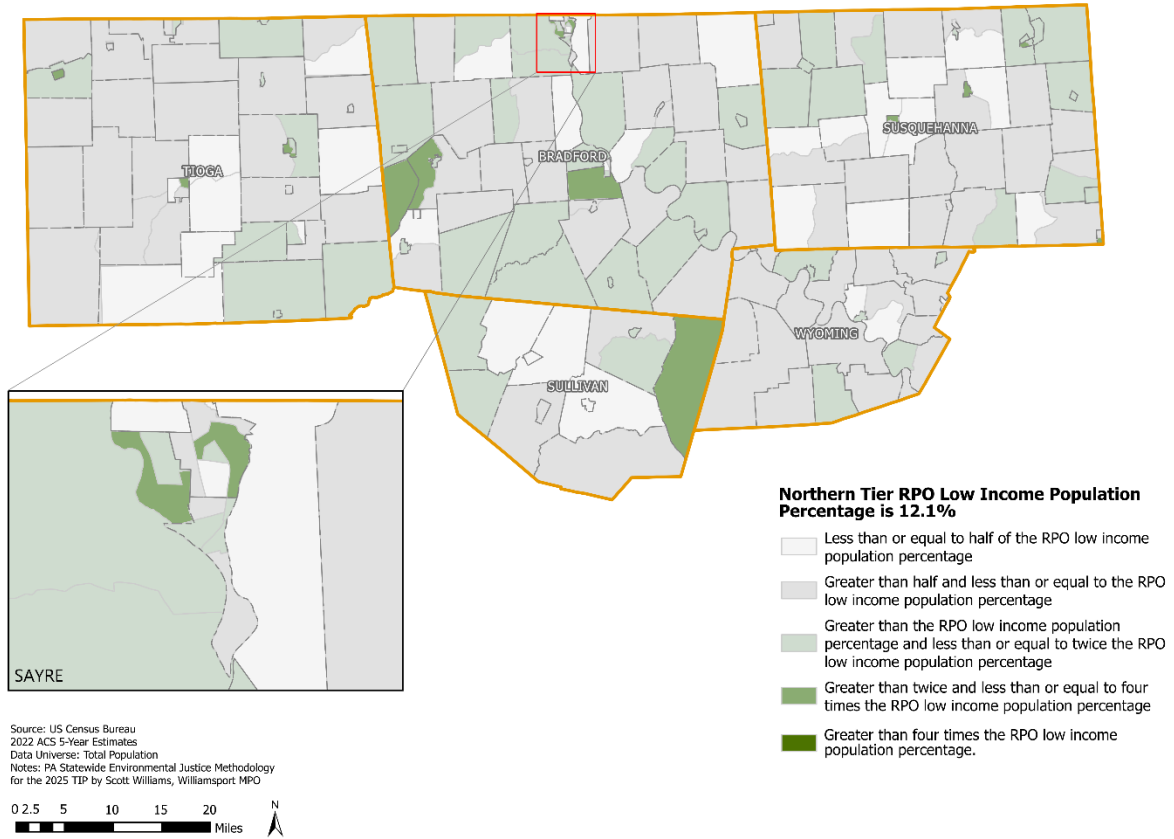 TIOGA
BRADFORD
SUSQUEHANNA
WYOMING
SULLIVAN
SAYRE
Northern Tier RPO Low Income Population
Percentage is 12.1%
Less than or equal to half of the RPO low income
population percentage
Greater than half and less than or equal to the RPO
low income population percentage
Greater than the RPO low income population
percentage and less than or equal to twice the RPO
low income population percentage
Greater than twice and less than or equal to four
times the RPO low income population percentage
Greater than four times the RPO low income
population percentage.
Source: US Census Bureau
2022 ACS 5-Year Estimates
Data Universe: Total Population
Notes: PA Statewide Environmental Justice Methodology
for the 2025 TIP by Scott Williams, Williamsport MPO
0 2.5 5 10 15 20
Miles
N